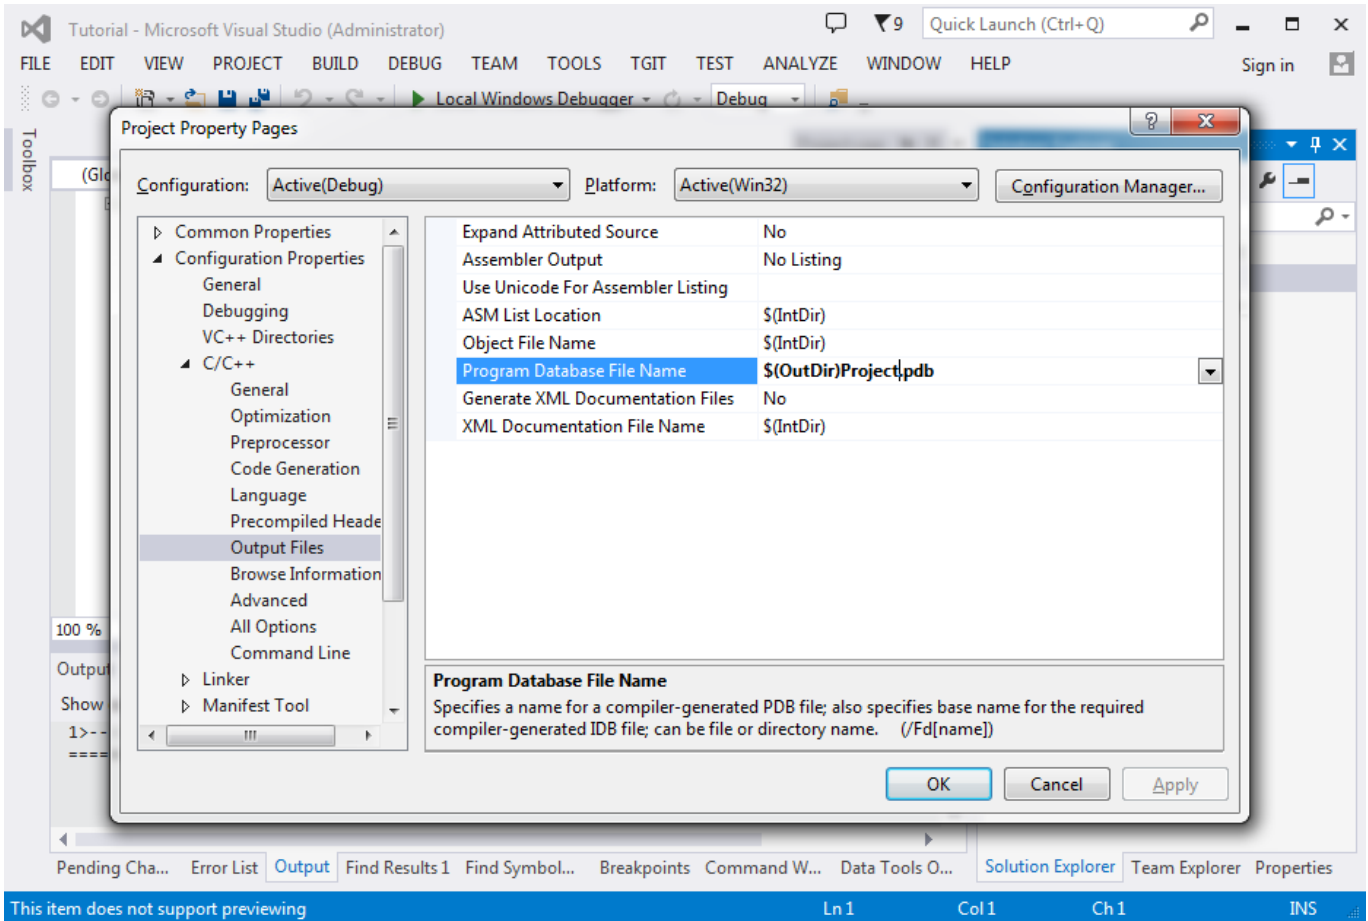 Tutorial - Microsoft Visual Studio (Administrator) 9 Quick Launch (Ctrl+Q)
FILE EDIT VIEW PROJECT BUILD DEBUG TEAM TOOLS TGIT TEST ANALYZE WINDOW HELP Sign in
Local Windows Debugger Debug
Toolbox
Project Property Pages
(Glo
Configuration: Active(Debug) Platform: Active(Win32) Configuration Manager...
Common Properties
Configuration Properties
General
Debugging
VC++ Directories
C/C++
General
Optimization
Preprocessor
Code Generation
Language
Precompiled Heade
Output Files
Browse Information
Advanced
All Options
Command Line
Linker
Manifest Tool
Expand Attributed Source No
Assembler Output No Listing
Use Unicode For Assembler Listing
ASM List Location $(IntDir)
Object File Name $(IntDir)
Program Database File Name $(OutDir)Project.pdb
Generate XML Documentation Files No
XML Documentation File Name $(IntDir)
Program Database File Name
Specifies a name for a compiler-generated PDB file; also specifies base name for the required
compiler-generated IDB file; can be file or directory name. (/Fd[name])
OK Cancel Apply
100 %
Output
Show
1>--
====
Pending Cha... Error List Output Find Results 1 Find Symbol... Breakpoints Command W... Data Tools O... Solution Explorer Team Explorer Properties
This item does not support previewing Ln 1 Col 1 Ch 1 INS